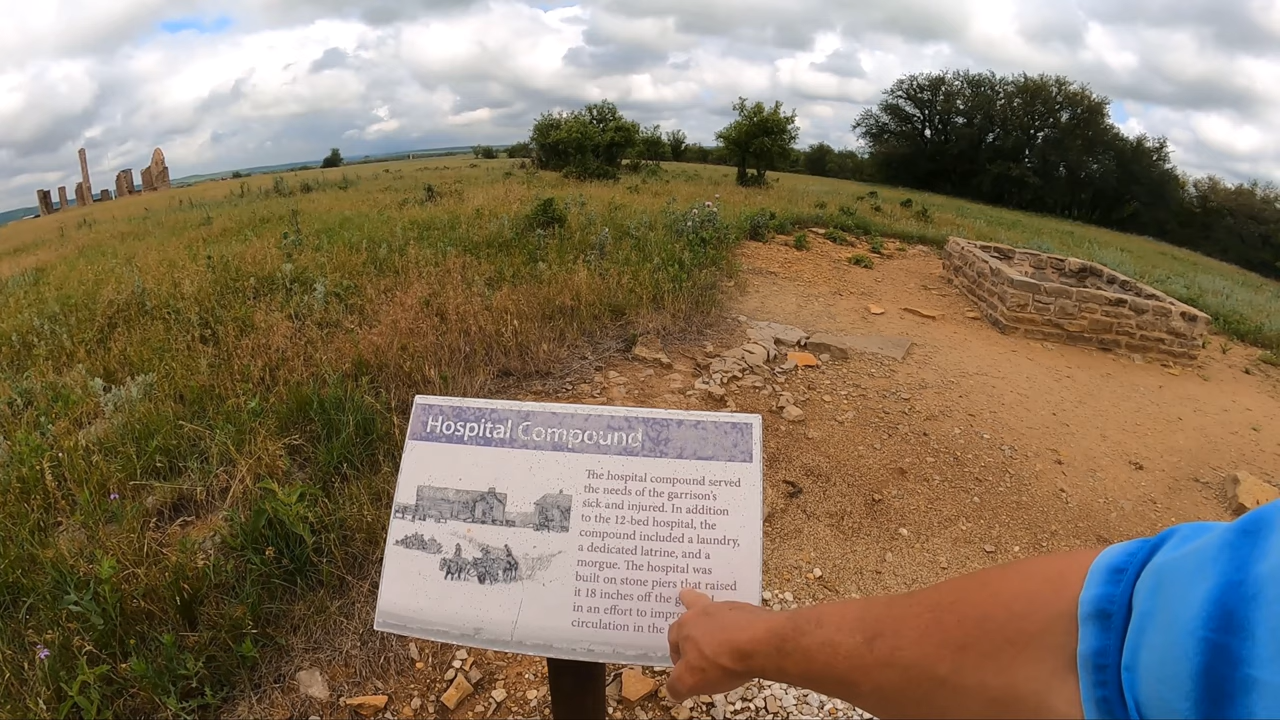 Hospital Compound
The hospital compound served
the needs of the garrison's
sick and injured. In addition
to the 12-bed hospital, the
compound included a laundry,
a dedicated latrine, and a
morgue. The hospital was
built on stone piers that raised
it 18 inches off the
in an effort to
circulation in the